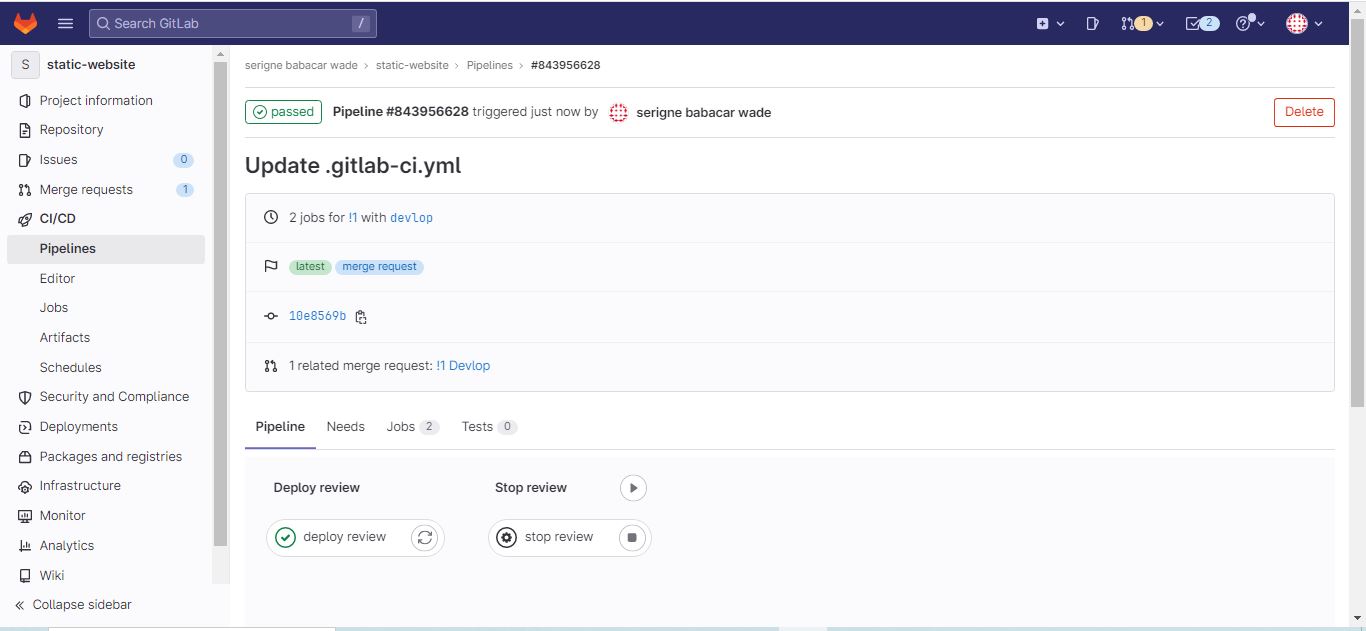 Search GitLab /
1
2
S static-website
Project information
Repository
Issues 0
Merge requests 1
CI/CD
Pipelines
Editor
Jobs
Artifacts
Schedules
Security and Compliance
Deployments
Packages and registries
Infrastructure
Monitor
Analytics
Wiki
Collapse sidebar
serigne babacar wade › static-website › Pipelines › #843956628
passed Pipeline #843956628 triggered just now by serigne babacar wade
Delete
Update .gitlab-ci.yml
2 jobs for !1 with devlop
latest merge request
10e8569b
1 related merge request: !1 Devlop
Pipeline Needs Jobs 2 Tests 0
Deploy review Stop review
deploy review stop review